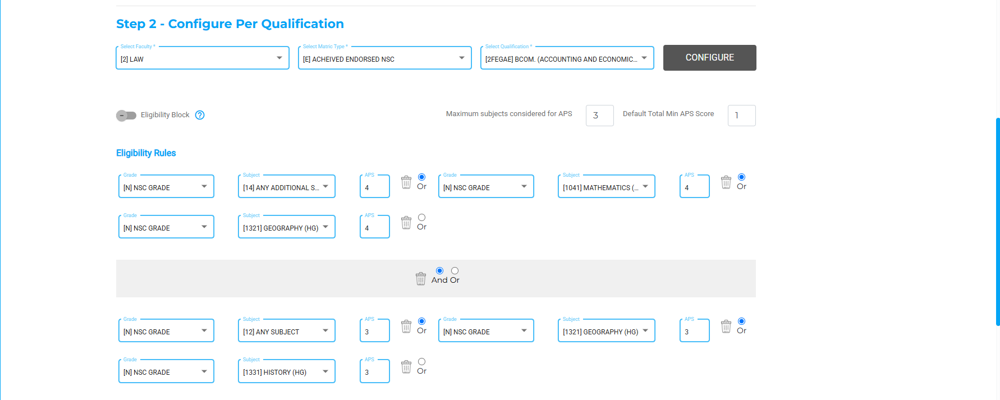 Step 2 - Configure Per Qualification
Select Faculty * Select Matric Type * Select Qualification *
[2] LAW [E] ACHEIVED ENDORSED NSC [2FEGAE] BCOM. (ACCOUNTING AND ECONOMIC... CONFIGURE
Eligibility Block ? Maximum subjects considered for APS 3 Default Total Min APS Score 1
Eligibility Rules
Grade Subject APS Grade Subject APS
[N] NSC GRADE [14] ANY ADDITIONAL S... 4 Or [N] NSC GRADE [1041] MATHEMATICS (... 4 Or
Grade Subject APS
[N] NSC GRADE [1321] GEOGRAPHY (HG) 4 Or
And Or
Grade Subject APS Grade Subject APS
[N] NSC GRADE [12] ANY SUBJECT 3 Or [N] NSC GRADE [1321] GEOGRAPHY (HG) 3 Or
Grade Subject APS
[N] NSC GRADE [1331] HISTORY (HG) 3 Or